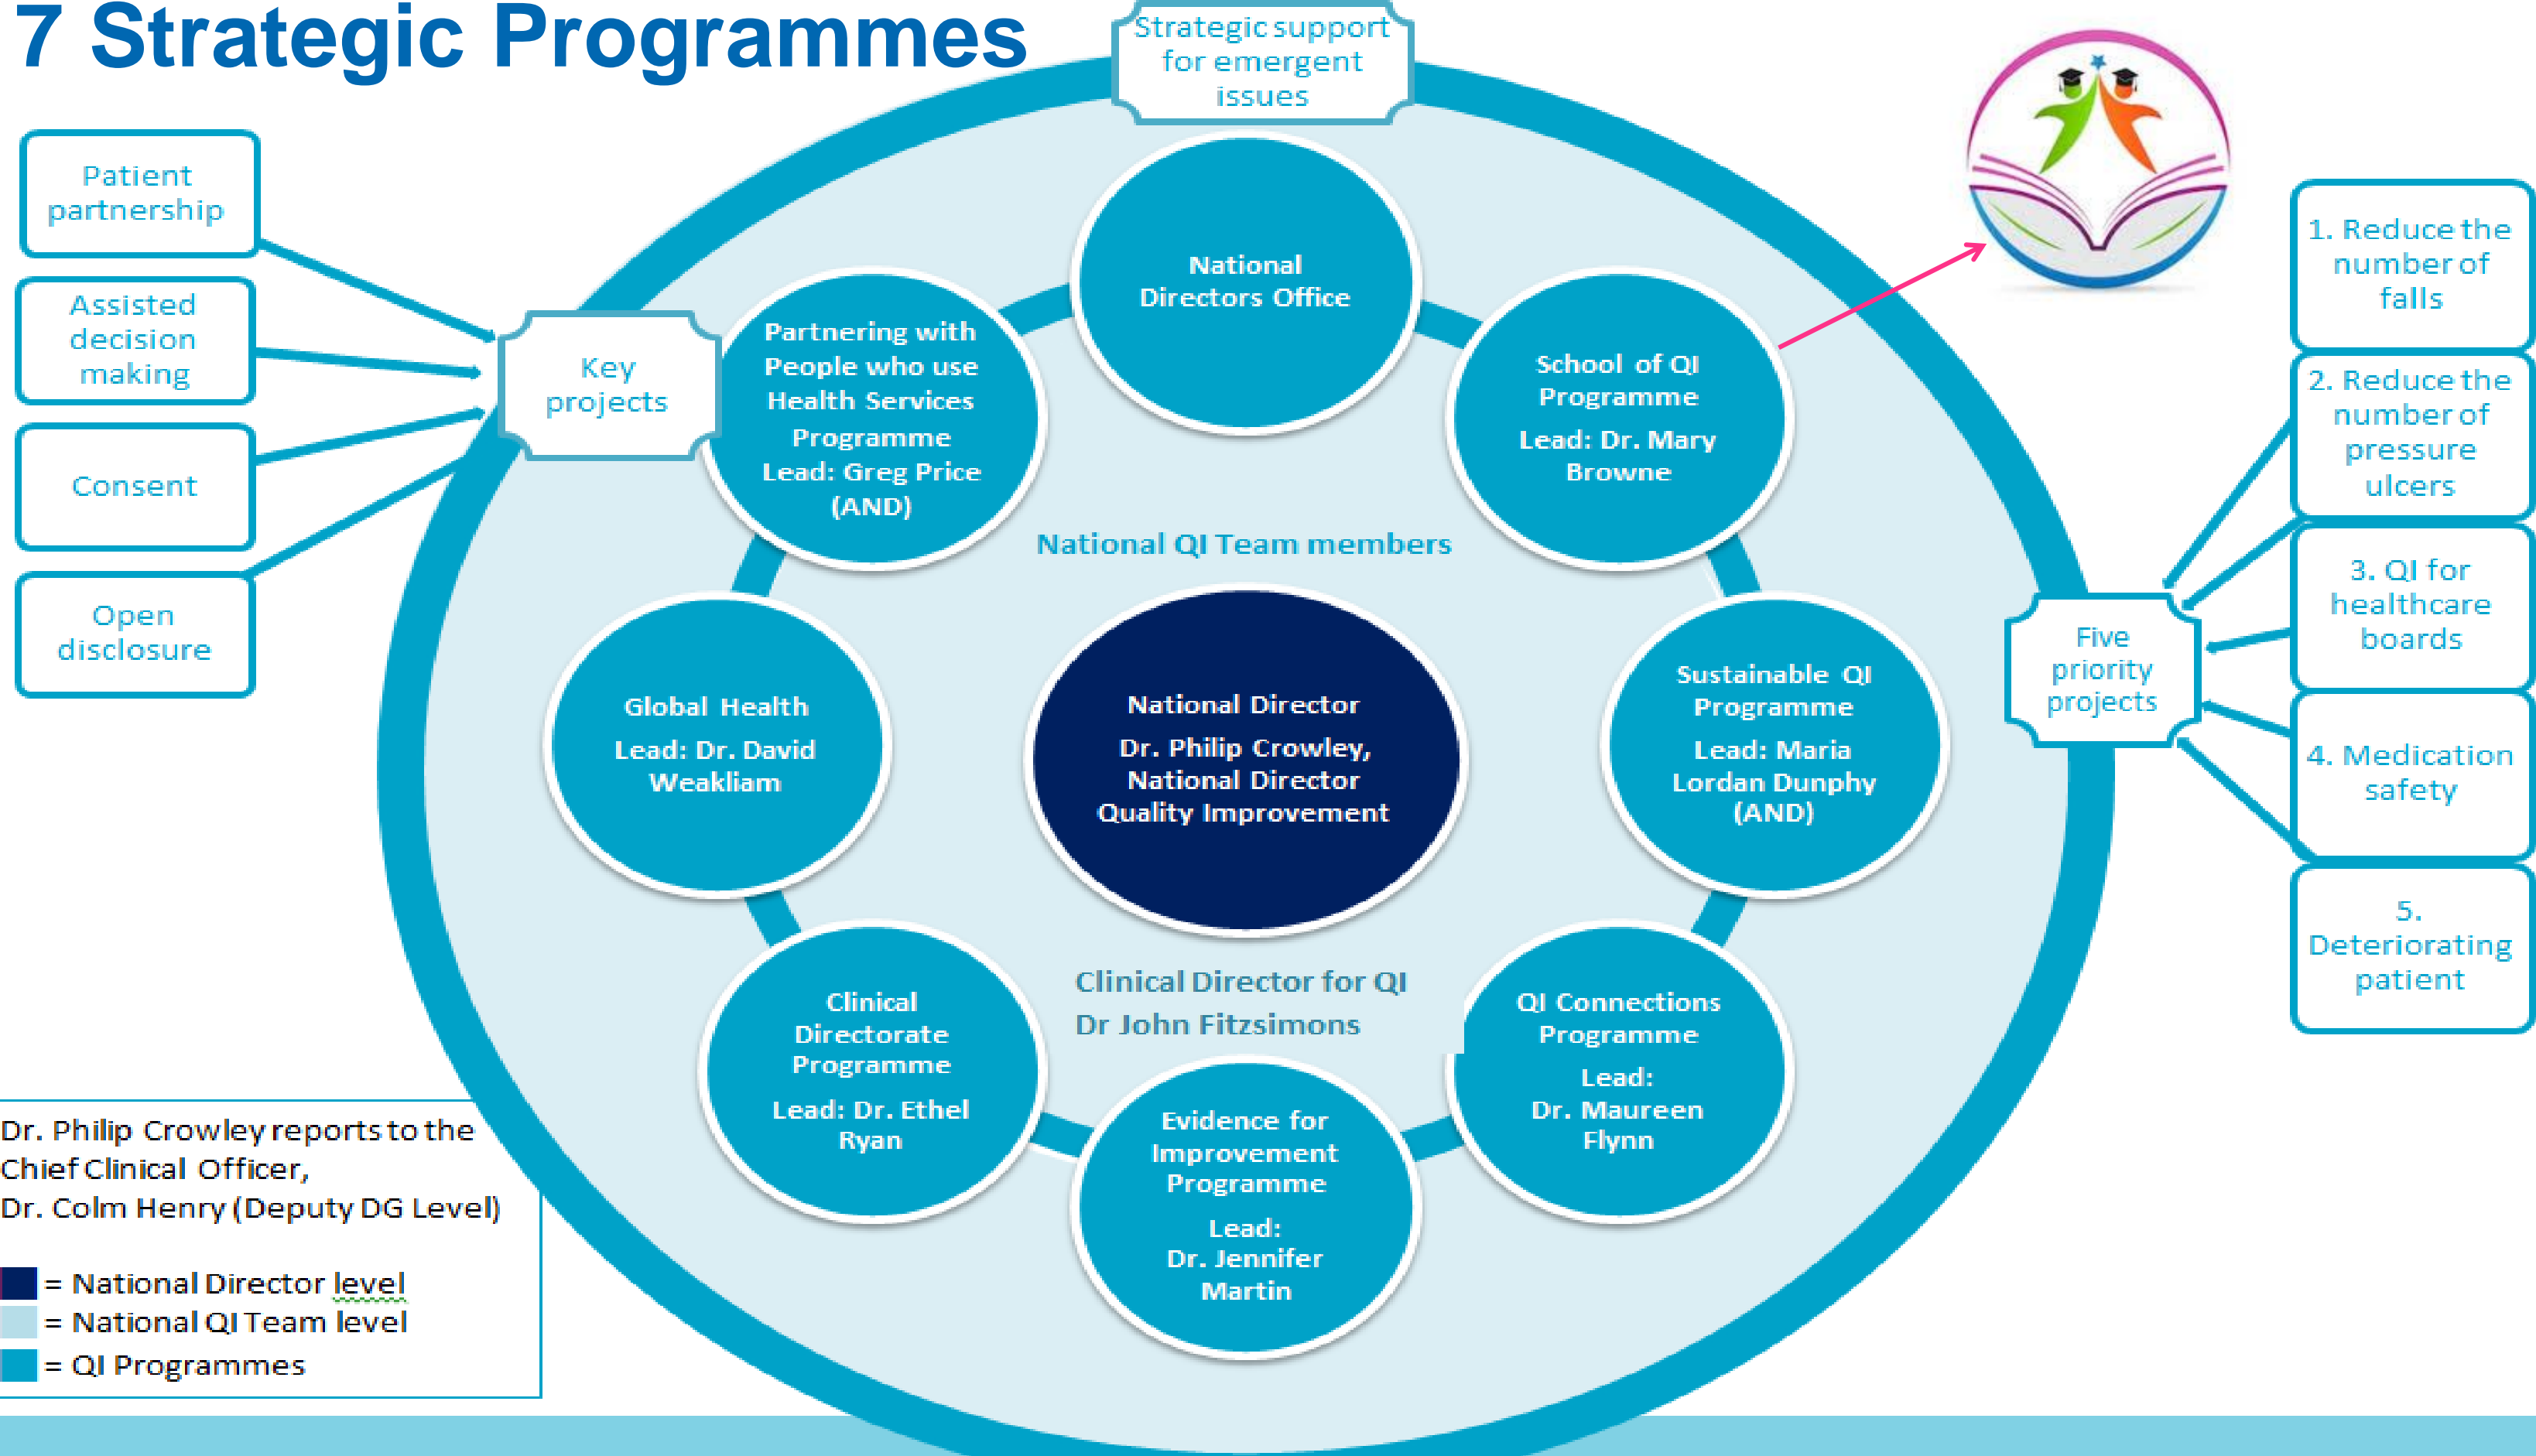 7 Strategic Programmes
Strategic support
for emergent
issues
Patient
partnership
Assisted
decision
making
Consent
Open
disclosure
Key
projects
National
Directors Office
Partnering with
People who use
Health Services
Programme
Lead: Greg Price
(AND)
School of QI
Programme
Lead: Dr. Mary
Browne
National QI Team members
Global Health
Lead: Dr. David
Weakliam
National Director
Dr. Philip Crowley,
National Director
Quality Improvement
Sustainable QI
Programme
Lead: Maria
Lordan Dunphy
(AND)
Five
priority
projects
1. Reduce the
number of
falls
2. Reduce the
number of
pressure
ulcers
3. QI for
healthcare
boards
4. Medication
safety
5.
Deteriorating
patient
Clinical Director for QI
Dr John Fitzsimons
Clinical
Directorate
Programme
Lead: Dr. Ethel
Ryan
Evidence for
Improvement
Programme
Lead:
Dr. Jennifer
Martin
QI Connections
Programme
Lead:
Dr. Maureen
Flynn
Dr. Philip Crowley reports to the
Chief Clinical Officer,
Dr. Colm Henry (Deputy DG Level)
= National Director level
= National QI Team level
= QI Programmes